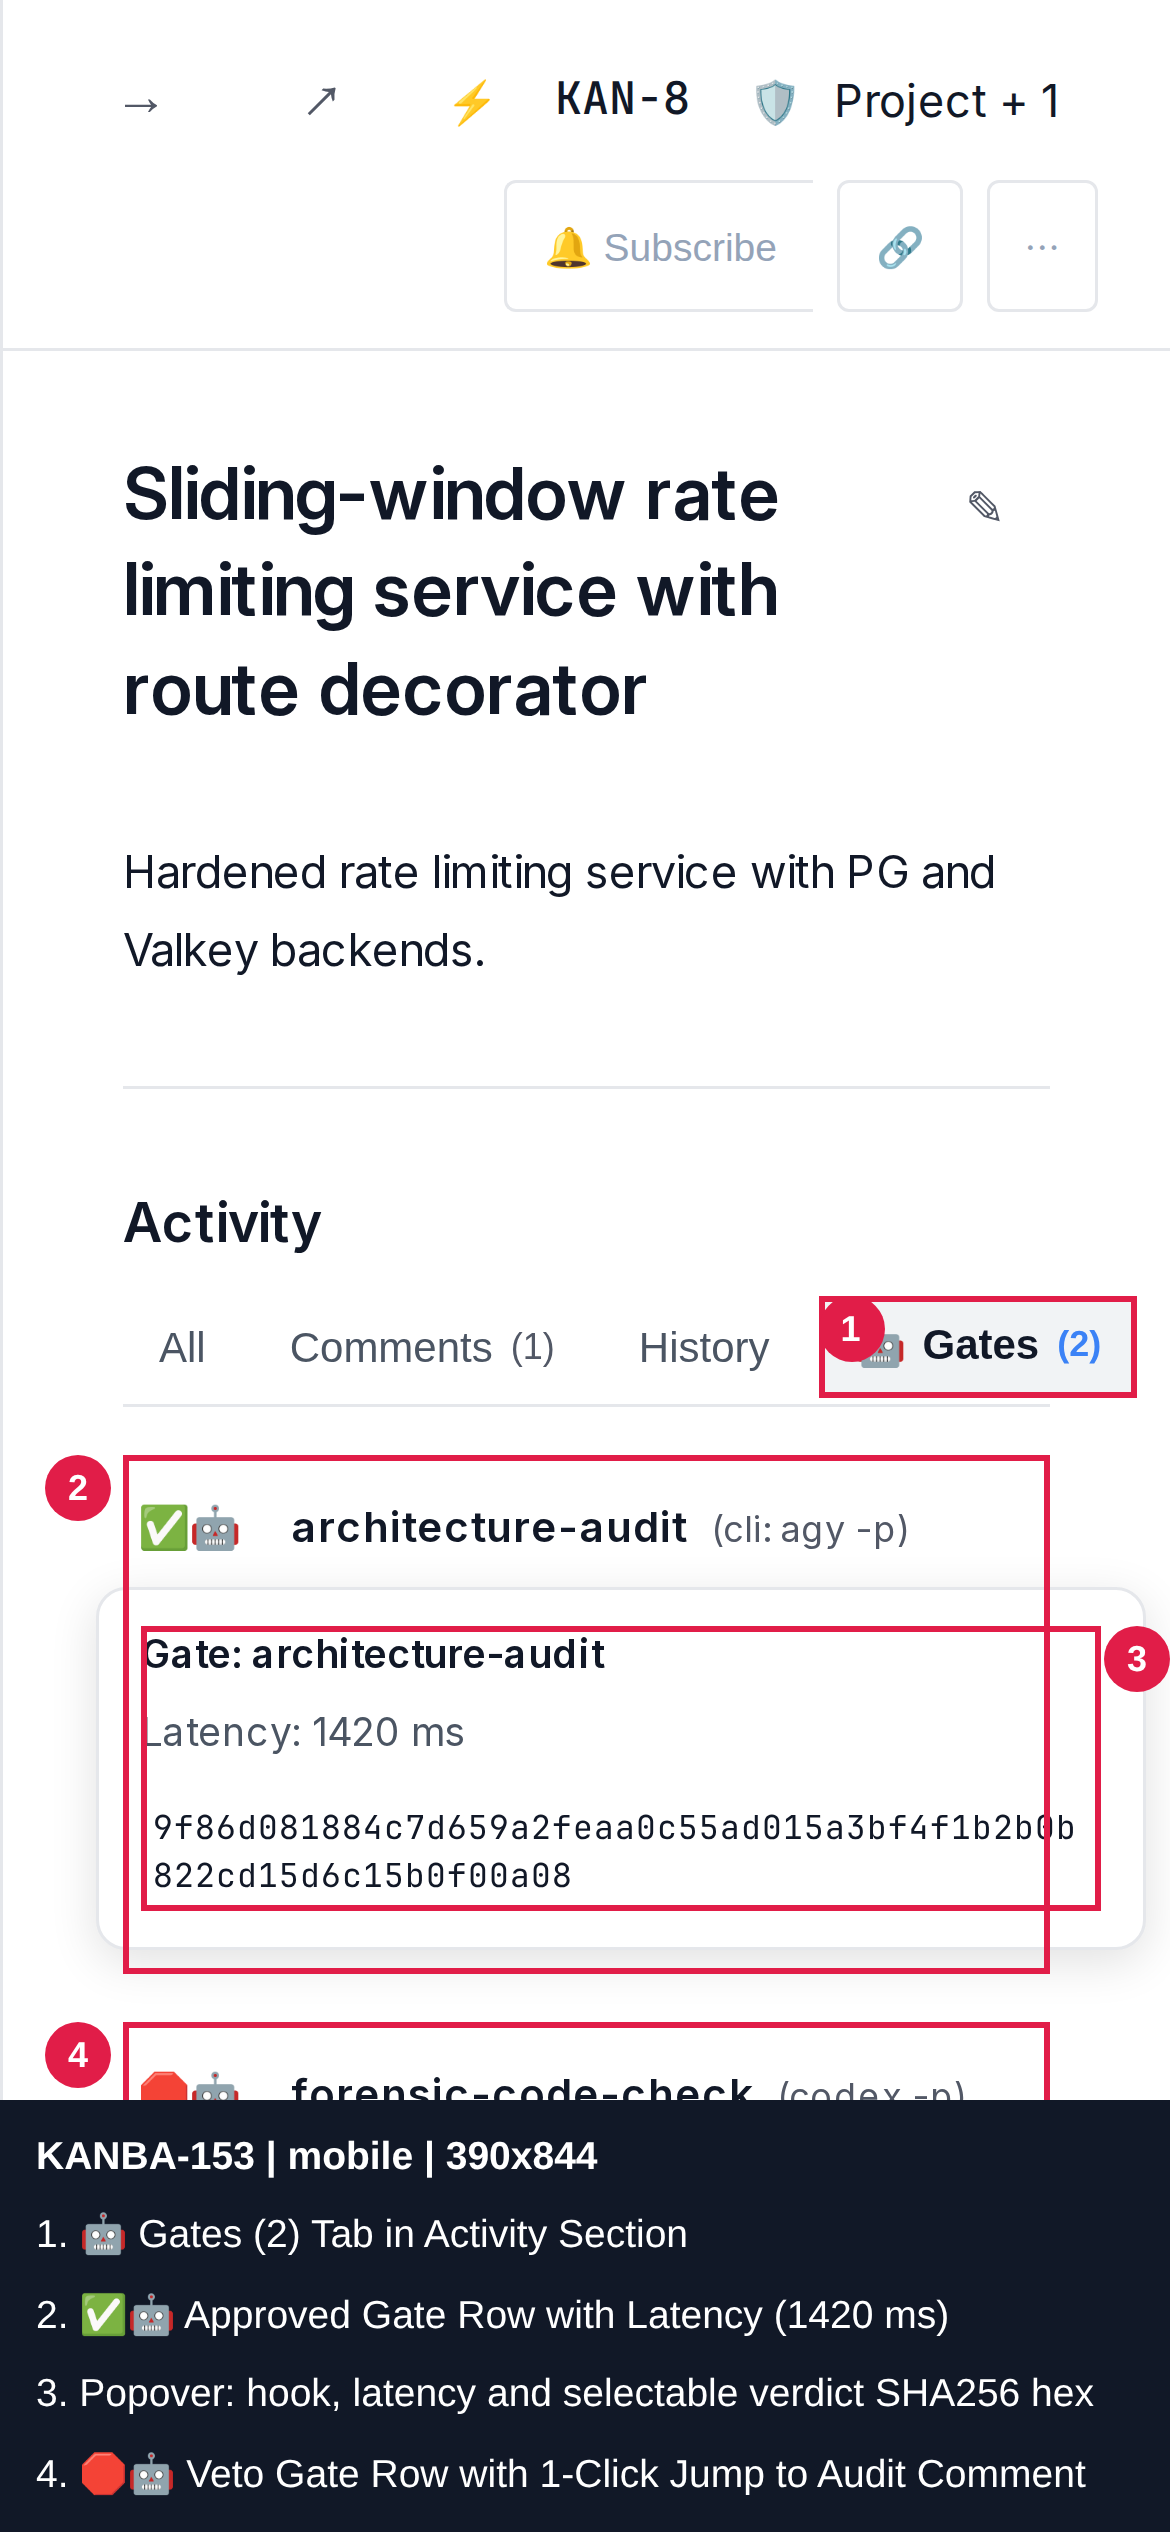 → ↗ ⚡ KAN-8 🛡️ Project + 1
🔔 Subscribe 🔗 ···
Sliding-window rate ✎
limiting service with
route decorator
Hardened rate limiting service with PG and
Valkey backends.
Activity
All Comments (1) History 1 🤖 Gates (2)
2
✅🤖 architecture-audit (cli: agy -p)
Gate: architecture-audit
3
Latency: 1420 ms
9f86d081884c7d659a2feaa0c55ad015a3bf4f1b2b0b
822cd15d6c15b0f00a08
4
🛑🤖 forensic-code-check (codex -p)
KANBA-153 | mobile | 390x844
1. 🤖 Gates (2) Tab in Activity Section
2. ✅🤖 Approved Gate Row with Latency (1420 ms)
3. Popover: hook, latency and selectable verdict SHA256 hex
4. 🛑🤖 Veto Gate Row with 1-Click Jump to Audit Comment